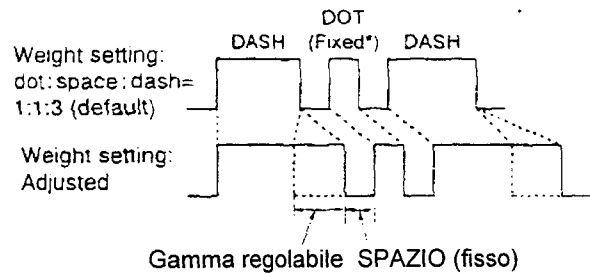 DOT
DASH (Fixed*) DASH
Weight setting:
dot:space:dash=
1:1:3 (default)
Weight setting:
Adjusted
Gamma regolabile SPAZIO (fisso)